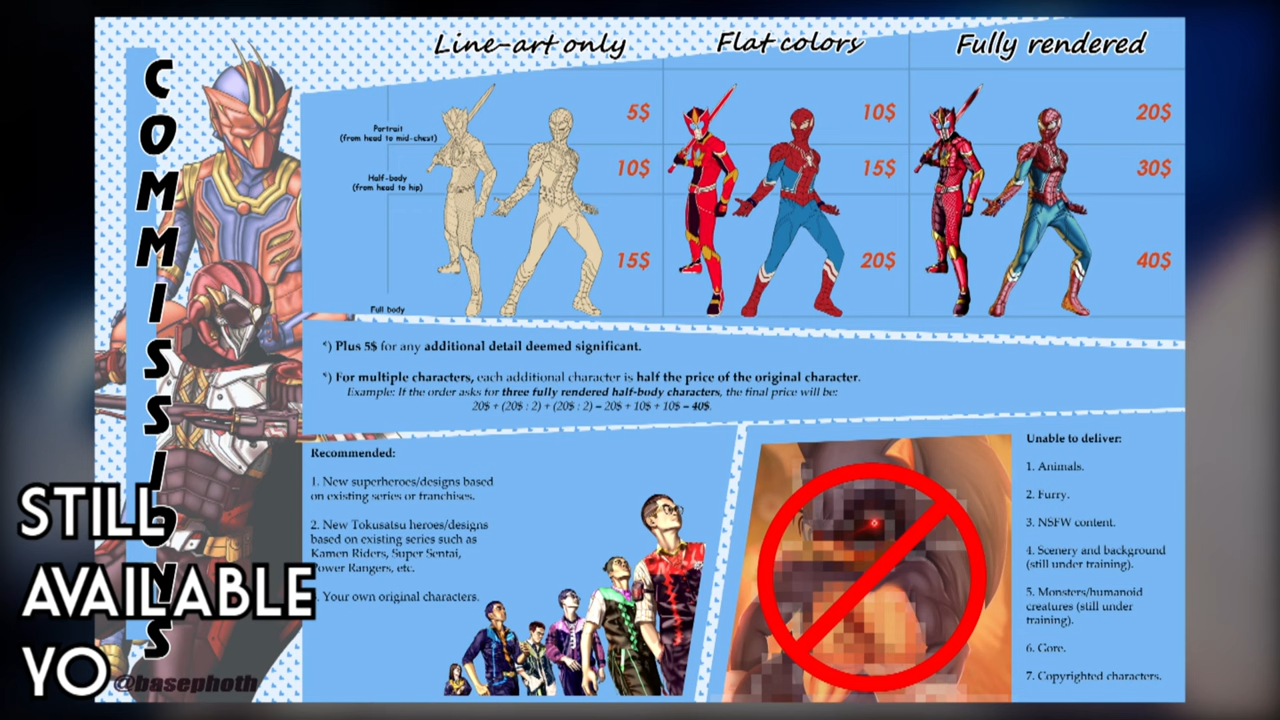 COMMISSIONS
Line-art only
Flat colors
Fully rendered
Portrait
(from head to mid-chest)
5$
10$
20$
Half-body
(from head to hip)
10$
15$
30$
Full body
15$
20$
40$
*) Plus 5$ for any additional detail deemed significant.
*) For multiple characters, each additional character is half the price of the original character.
Example: If the order asks for three fully rendered half-body characters, the final price will be:
20$ + (20$ : 2) + (20$ : 2) = 20$ + 10$ + 10$ = 40$.
Recommended:
1. New superheroes/designs based
on existing series or franchises.
2. New Tokusatsu heroes/designs
based on existing series such as
Kamen Riders, Super Sentai,
Power Rangers, etc.
Your own original characters.
Unable to deliver:
1. Animals.
2. Furry.
3. NSFW content.
4. Scenery and background
(still under training).
5. Monsters/humanoid
creatures (still under
training).
6. Gore.
7. Copyrighted characters.
STILL
AVAILABLE
YO
@basephoth